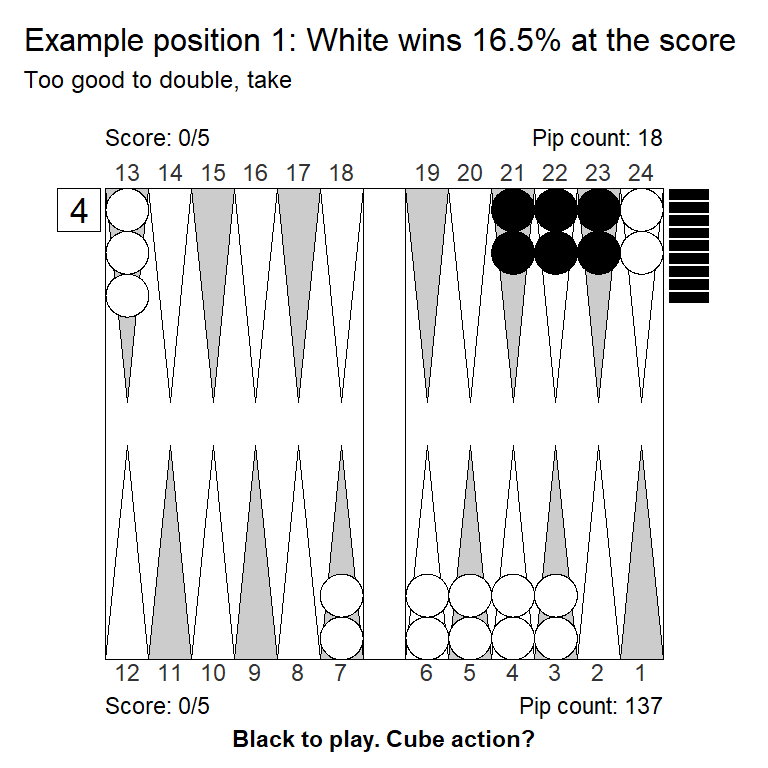 Example position 1: White wins 16.5% at the score
Too good to double, take
Score: 0/5 Pip count: 18
13 14 15 16 17 18 19 20 21 22 23 24
4
12 11 10 9 8 7 6 5 4 3 2 1
Score: 0/5 Pip count: 137
Black to play. Cube action?